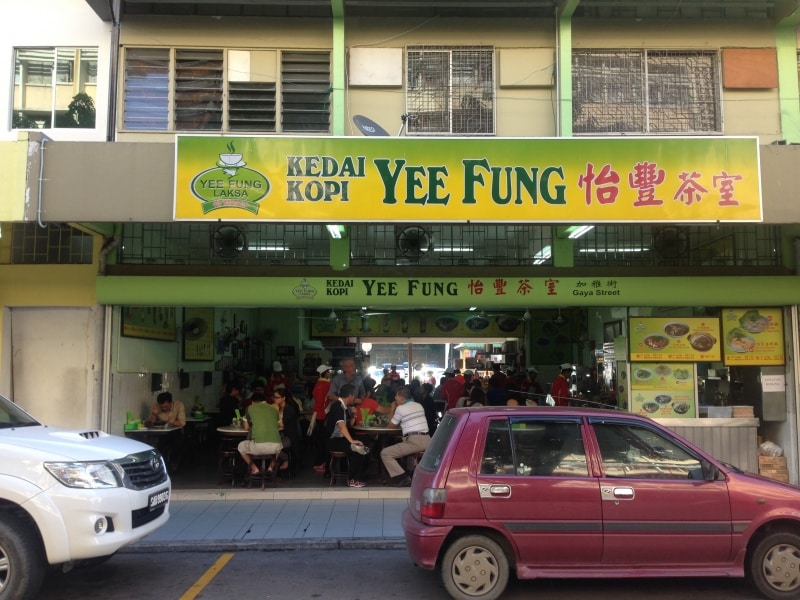 YEE FUNG
LAKSA
KEDAI
KOPI
YEE FUNG 怡豐茶室
KEDAI
KOPI
YEE FUNG 怡豐茶室
加雅街
Gaya Street